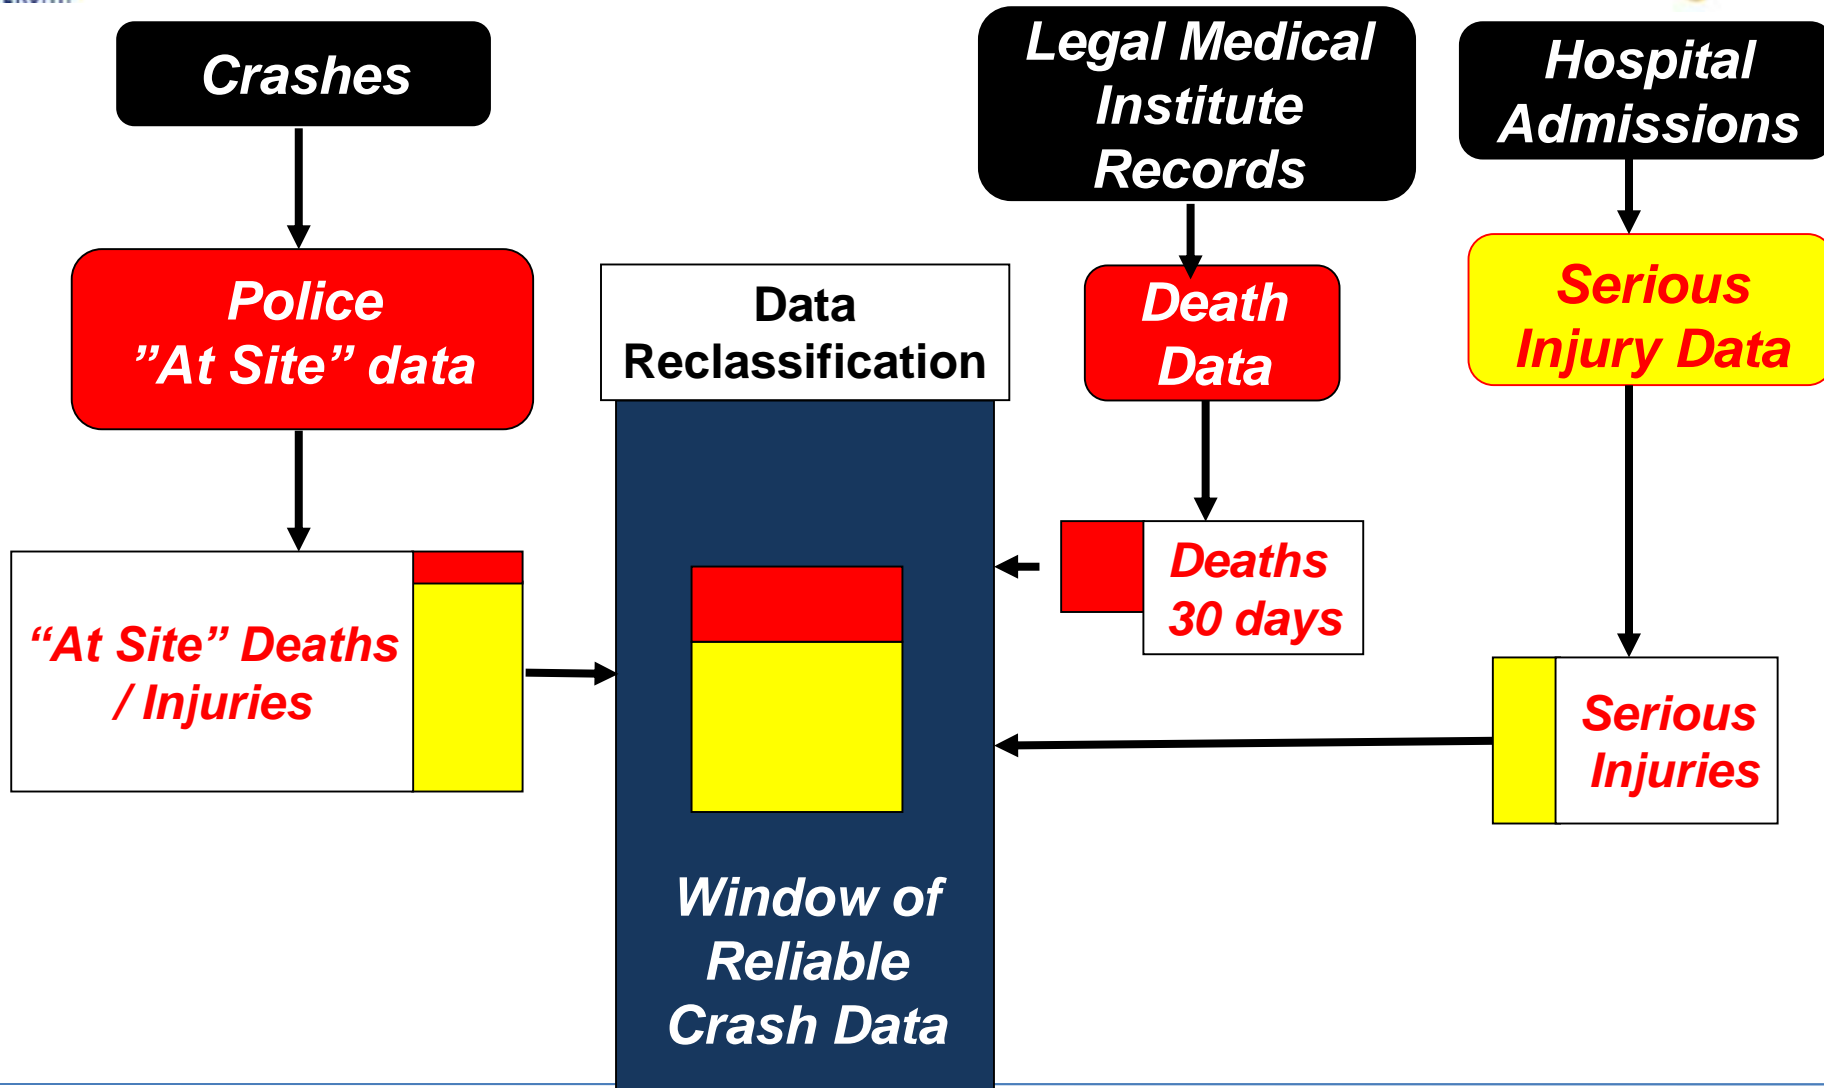 Crashes
Legal Medical
Institute
Records
Hospital
Admissions
Police
”At Site” data
Data
Reclassification
Death
Data
Serious
Injury Data
“At Site” Deaths
/ Injuries
Deaths
30 days
Serious
Injuries
Window of
Reliable
Crash Data